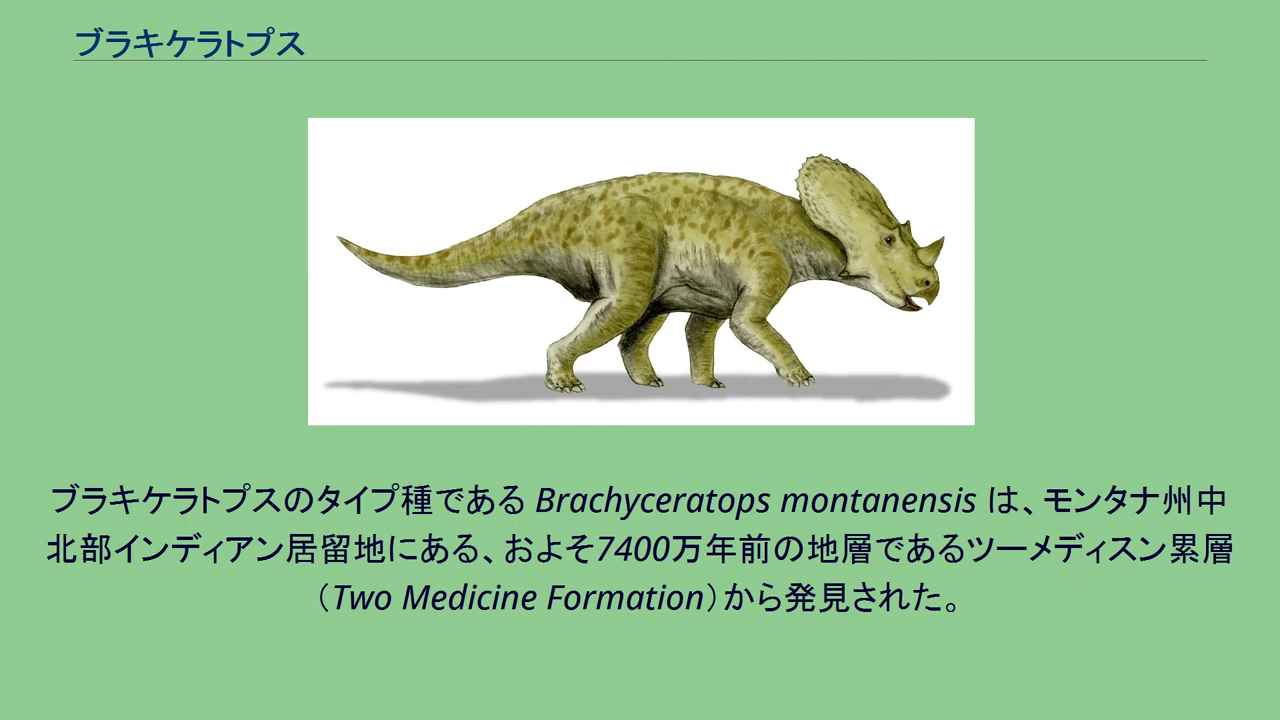 ブラキケラトプス
ブラキケラトプスのタイプ種である Brachyceratops montanensis は、モンタナ州中
北部インディアン居留地にある、およそ7400万年前の地層であるツーメディスン累層
（Two Medicine Formation）から発見された。